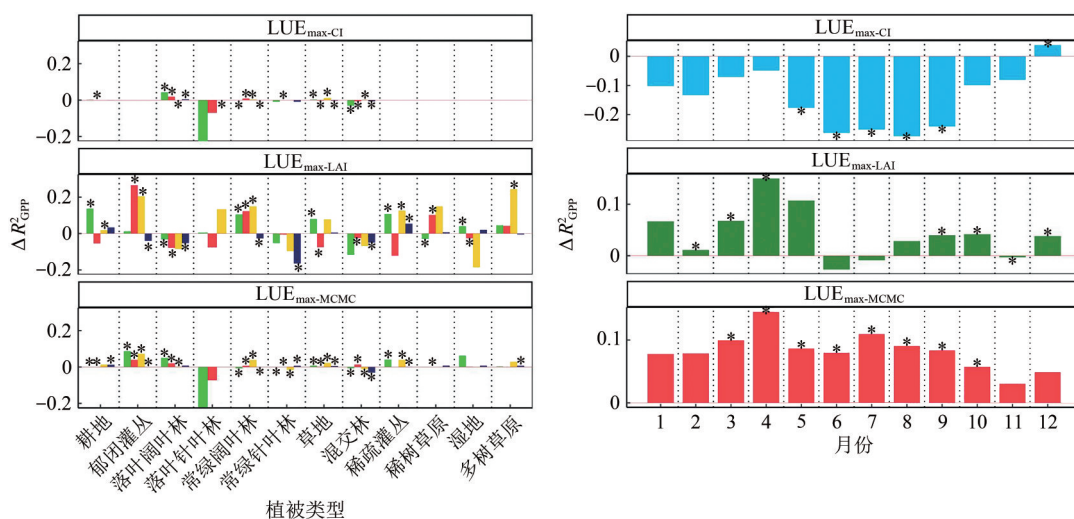 LUEmax-CI
0.2
0
−0.2
LUEmax-LAI
0.2
0
−0.2
LUEmax-MCMC
0.2
0
−0.2
ΔR²GPP
耕地
郁闭灌丛
落叶阔叶林
落叶针叶林
常绿阔叶林
常绿针叶林
草地
混交林
稀疏灌丛
稀树草原
湿地
多树草原
植被类型
LUEmax-CI
0
−0.1
−0.2
LUEmax-LAI
0.1
0
LUEmax-MCMC
0.1
0
ΔR²GPP
1 2 3 4 5 6 7 8 9 10 11 12
月份